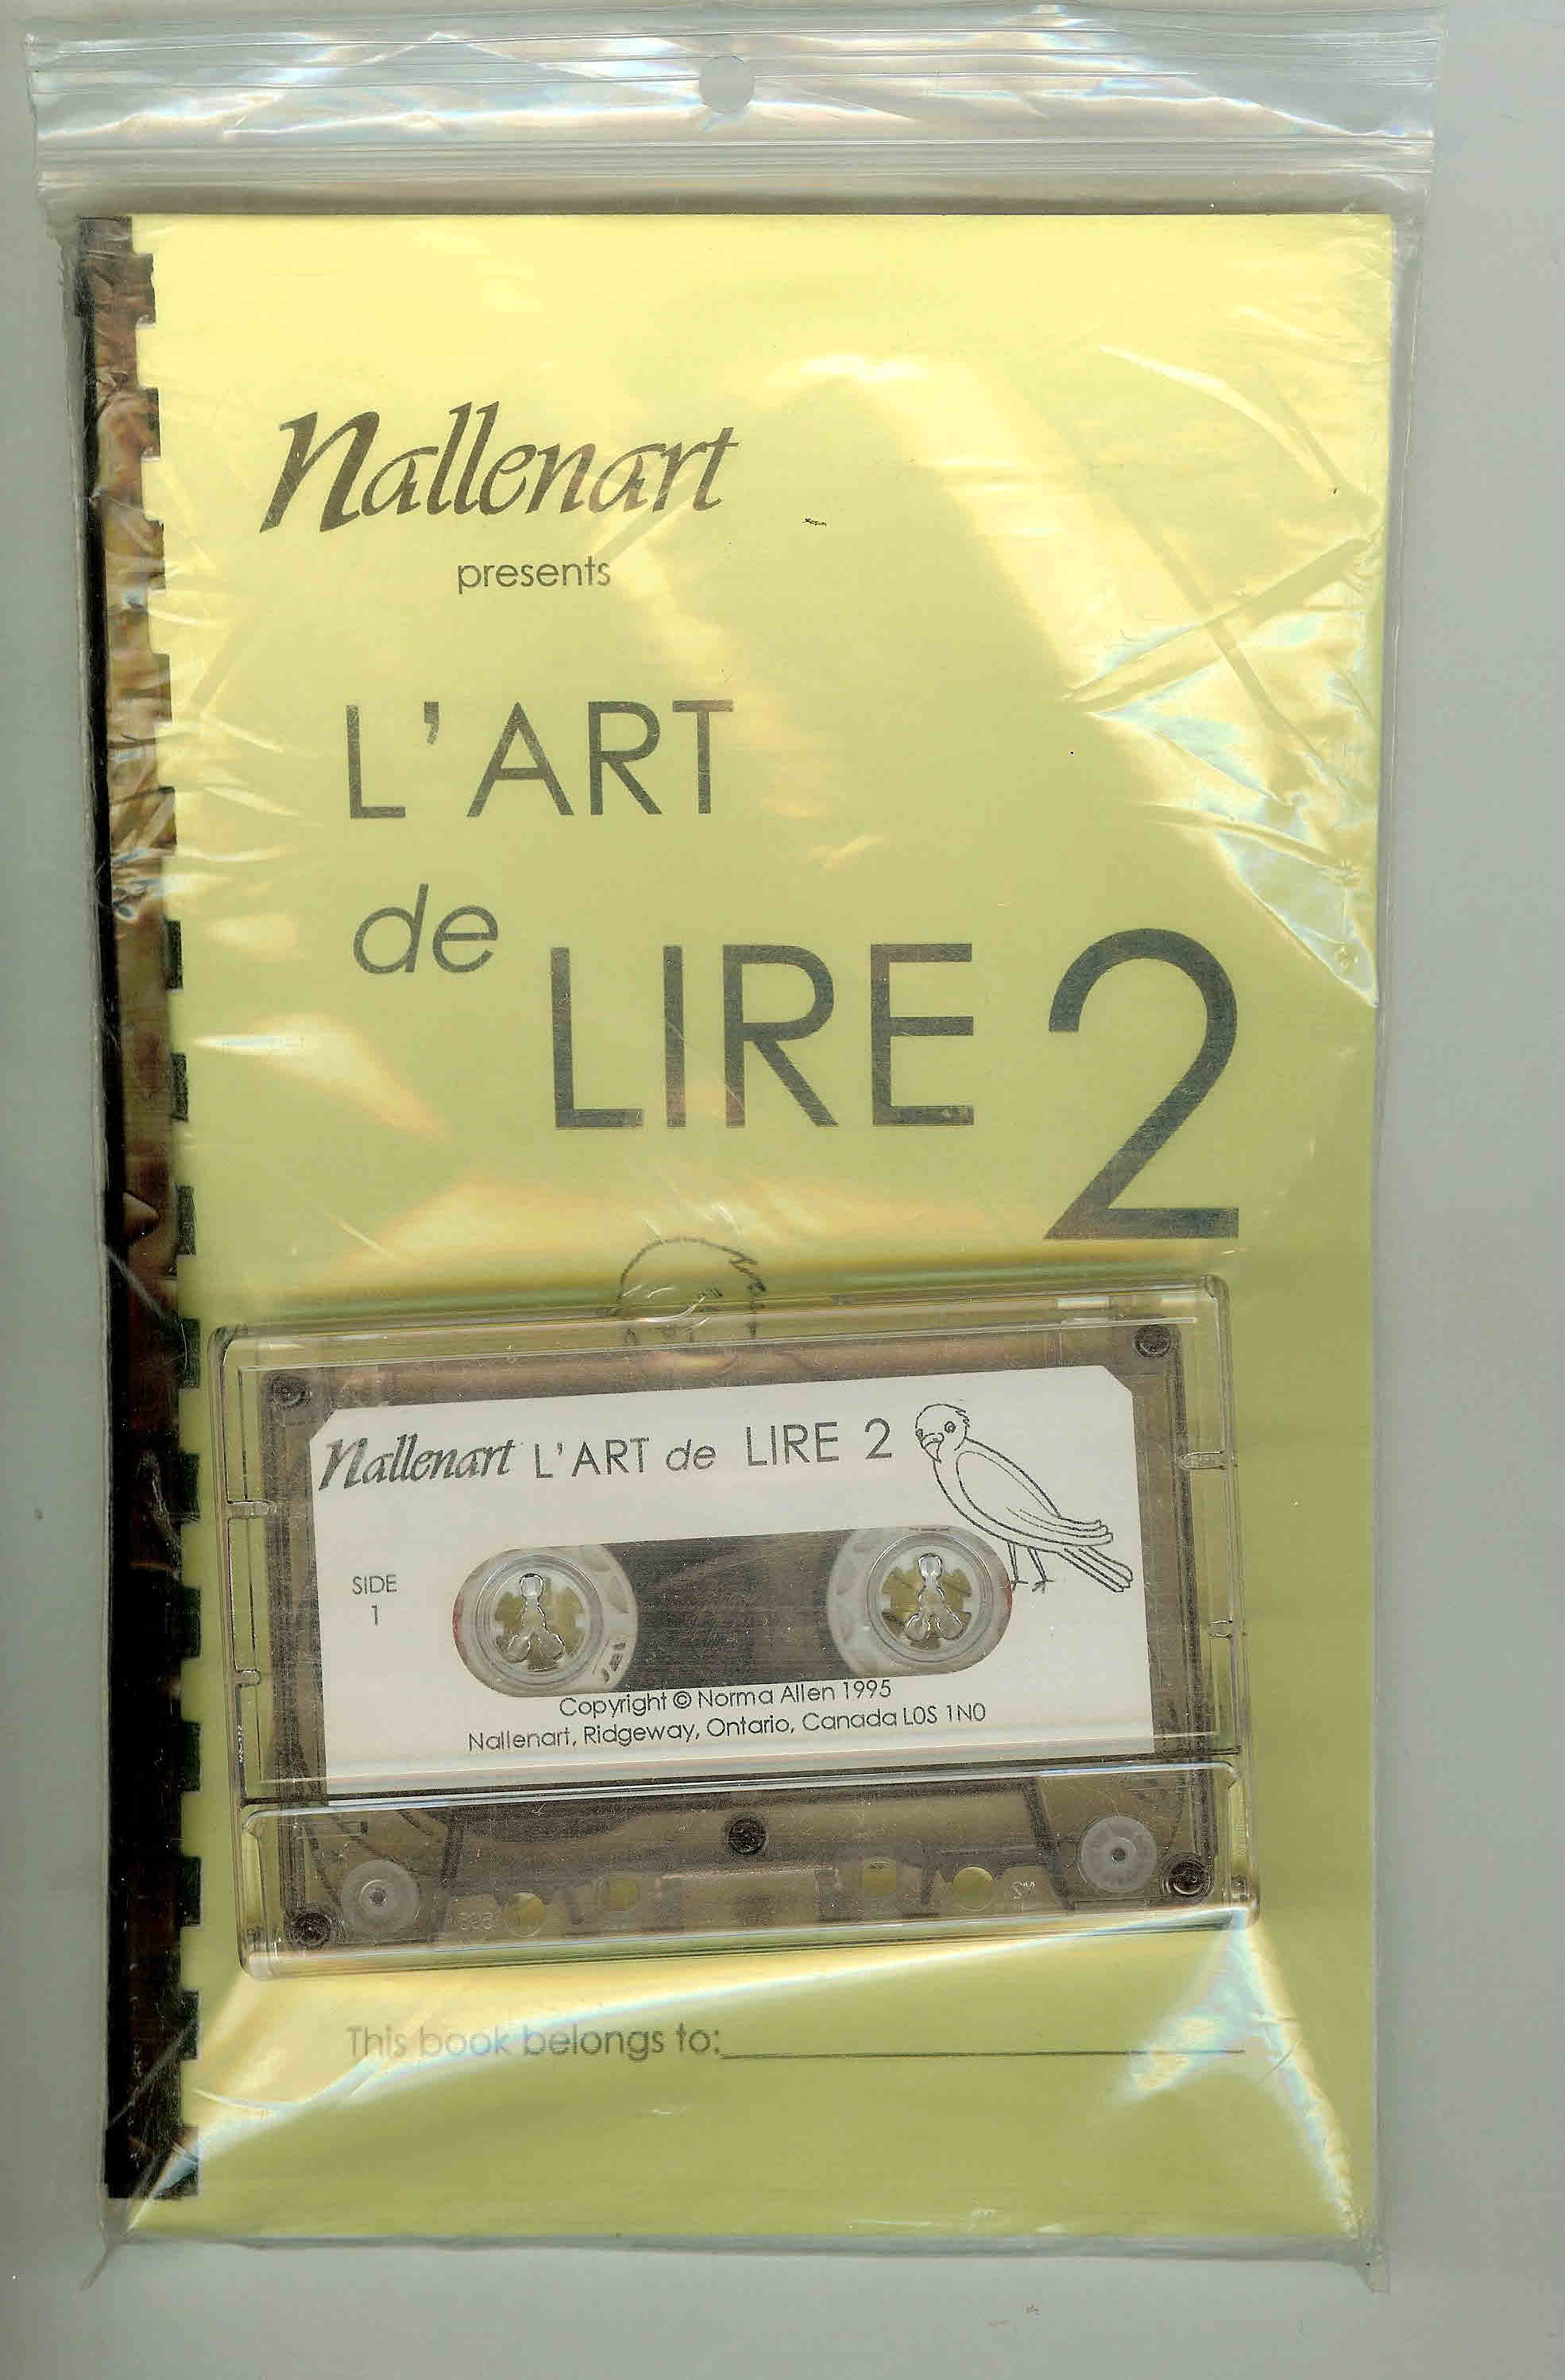 Nallenart
presents
L'ART
de
LIRE 2
Nallenart L'ART de LIRE 2
SIDE
1
Copyright © Norma Allen 1995
Nallenart, Ridgeway, Ontario, Canada L0S 1N0
This book belongs to: